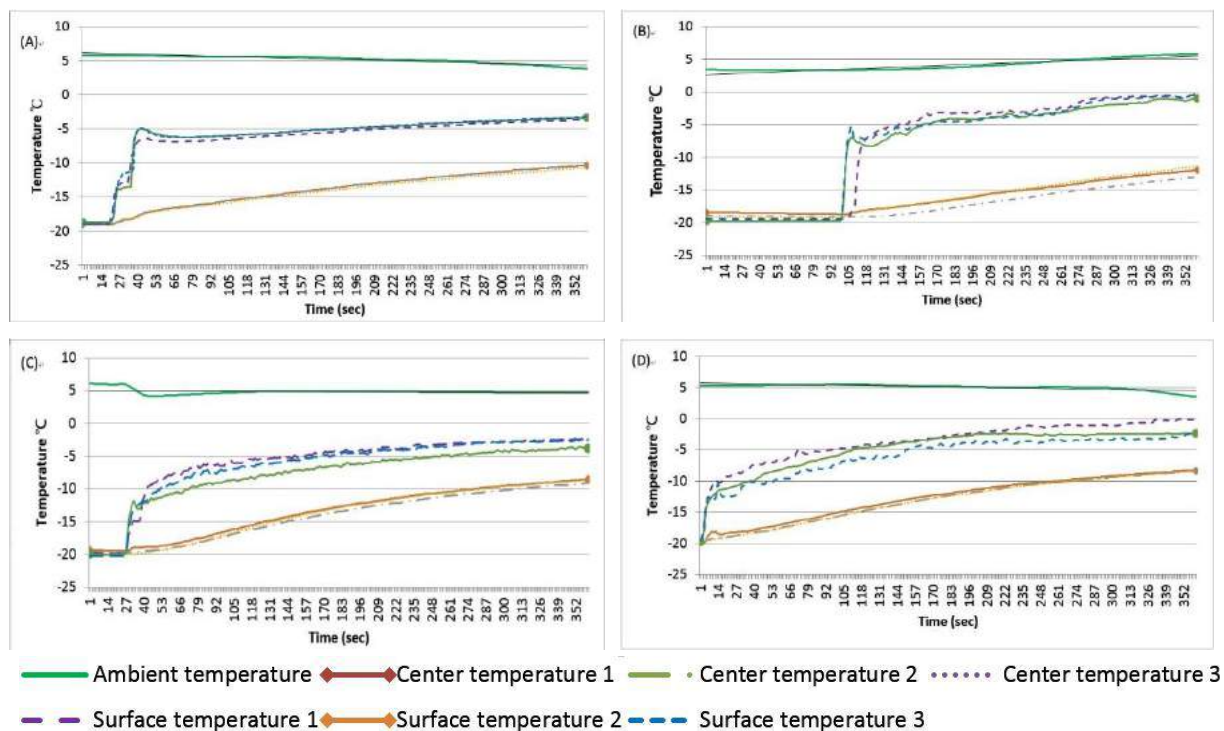 (A)
10
5
0
-5
-10
-15
-20
-25
Temperature ℃
1 14 27 40 53 66 79 92 105 118 131 144 157 170 183 196 209 222 235 248 261 274 287 300 313 326 339 352
Time (sec)
(B)
10
5
0
-5
-10
-15
-20
-25
Temperature ℃
1 14 27 40 53 66 79 92 105 118 131 144 157 170 183 196 209 222 235 248 261 274 287 300 313 326 339 352
Time (sec)
(C)
10
5
0
-5
-10
-15
-20
-25
Temperature ℃
1 14 27 40 53 66 79 92 105 118 131 144 157 170 183 196 209 222 235 248 261 274 287 300 313 326 339 352
Time (sec)
(D)
10
5
0
-5
-10
-15
-20
-25
Temperature ℃
1 14 27 40 53 66 79 92 105 118 131 144 157 170 183 196 209 222 235 248 261 274 287 300 313 326 339 352
Time (sec)
Ambient temperature Center temperature 1 Center temperature 2 Center temperature 3
Surface temperature 1 Surface temperature 2 Surface temperature 3